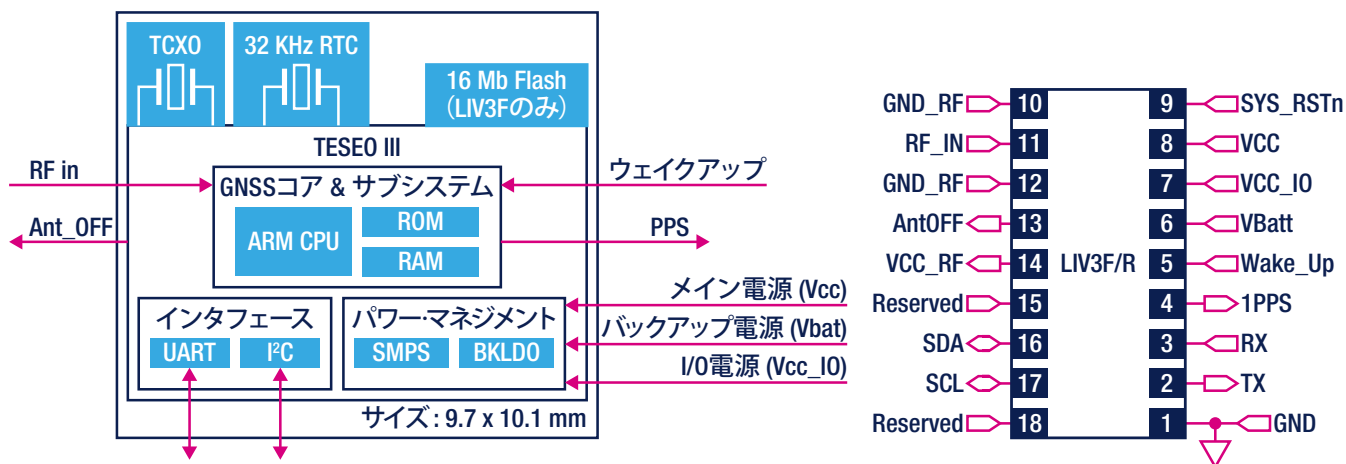 TCXO
32 KHz RTC
16 Mb Flash
(LIV3Fのみ)
TESEO III
RF in
GNSSコア & サブシステム
ウェイクアップ
ARM CPU
ROM
RAM
Ant_OFF
PPS
メイン電源 (Vcc)
インタフェース
パワー・マネジメント
バックアップ電源 (Vbat)
UART
I²C
SMPS
BKLDO
I/O電源 (Vcc_IO)
サイズ : 9.7 x 10.1 mm
GND_RF 10 9 SYS_RSTn
RF_IN 11 8 VCC
GND_RF 12 7 VCC_IO
AntOFF 13 6 VBatt
VCC_RF 14 LIV3F/R 5 Wake_Up
Reserved 15 4 1PPS
SDA 16 3 RX
SCL 17 2 TX
Reserved 18 1 GND